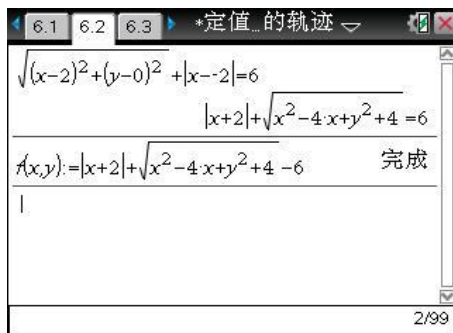 6.1 6.2 6.3 *定值…的轨迹
√(x-2)²+(y-0)² +|x--2|=6
|x+2|+√x²-4·x+y²+4 =6
f(x,y):=|x+2|+√x²-4·x+y²+4 -6 完成
2/99